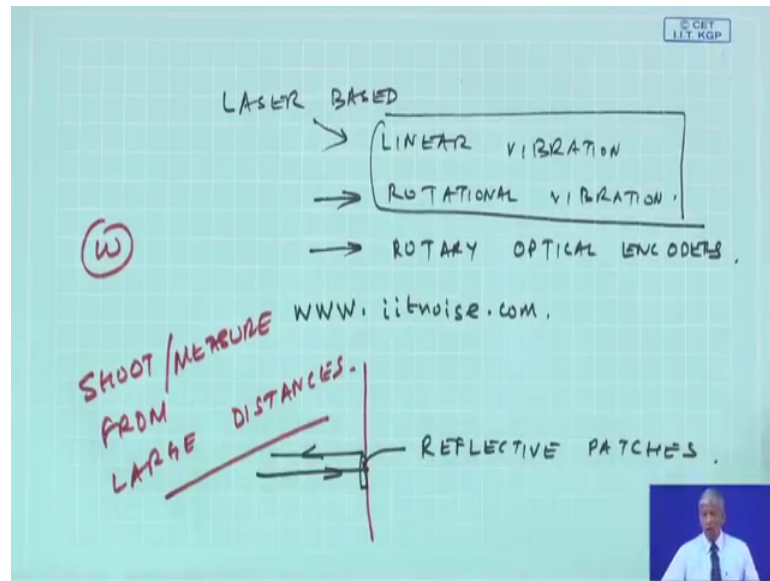 © CET
I.I.T. KGP
LASER BASED
LINEAR VIBRATION
ROTATIONAL VIBRATION.
ROTARY OPTICAL ENCODERS.
W
www.iitnoise.com.
SHOOT/MEASURE
FROM
LARGE DISTANCES.
REFLECTIVE PATCHES.